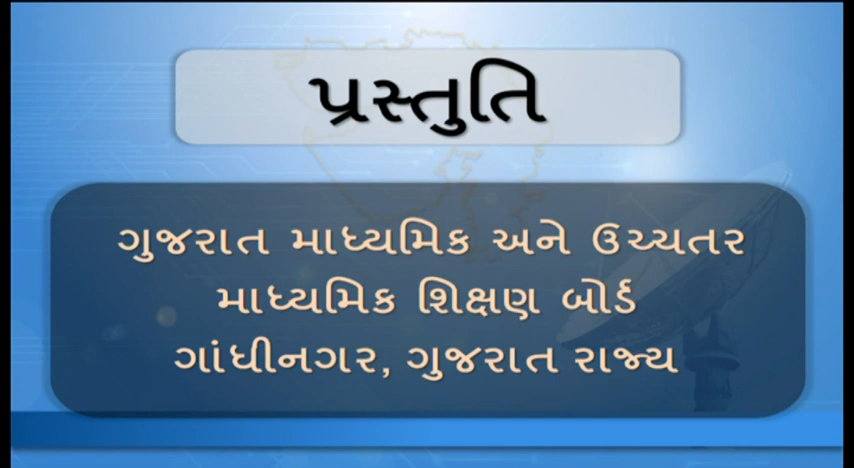 પ્રસ્તુતિ
ગુજરાત માધ્યમિક અને ઉચ્ચતર
માધ્યમિક શિક્ષણ બોર્ડ
ગાંધીનગર, ગુજરાત રાજ્ય